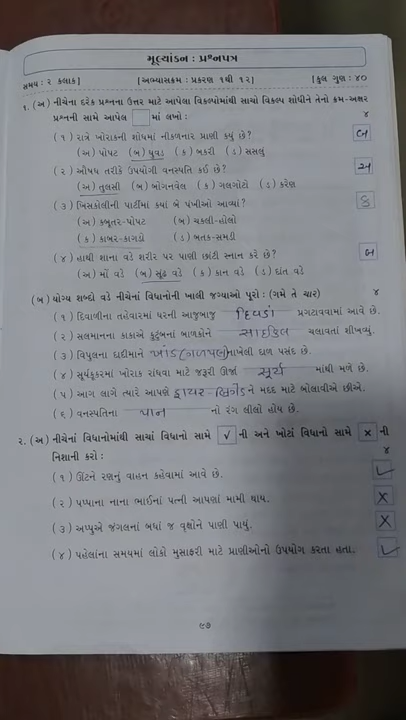 મૂલ્યાંકન : પ્રશ્નપત્ર
સમય : ૨ કલાક] [અભ્યાસક્રમ : પ્રકરણ ૧થી ૧૨] [કુલ ગુણ : ૪૦
૧. (અ) નીચેના દરેક પ્રશ્નના ઉત્તર માટે આપેલા વિકલ્પોમાંથી સાચો વિકલ્પ શોધીને તેનો ક્રમ-અક્ષર
પ્રશ્નની સામે આપેલ માં લખો : ૪
(૧) રાત્રે ખોરાકની શોધમાં નીકળનાર પ્રાણી કયું છે? બ
(અ) પોપટ (બ) ઘુવડ (ક) બકરી (ડ) સસલું
(૨) ઔષધ તરીકે ઉપયોગી વનસ્પતિ કઈ છે? અ
(અ) તુલસી (બ) બોગનવેલ (ક) ગલગોટો (ડ) કરેણ
(૩) ખિસકોલીની પાર્ટીમાં કયાં બે પંખીઓ આવ્યાં? ક
(અ) કબૂતર-પોપટ (બ) ચકલી-હોલો
(ક) કાબર-કાગડો (ડ) બતક-સમડી
(૪) હાથી શાના વડે શરીર પર પાણી છાંટી સ્નાન કરે છે? બ
(અ) મોં વડે (બ) સૂંઢ વડે (ક) કાન વડે (ડ) દાંત વડે
(બ) યોગ્ય શબ્દો વડે નીચેનાં વિધાનોની ખાલી જગ્યાઓ પૂરો : (ગમે તે ચાર) ૪
(૧) દિવાળીના તહેવારમાં ઘરની આજુબાજુ દિવડાં પ્રગટાવવામાં આવે છે.
(૨) સલમાનના કાકાએ કુટુંબનાં બાળકોને સાઈકલ ચલાવતાં શીખવ્યું.
(૩) વિપુલના દાદીમાને નાખેલી દાળ પસંદ છે.
(૪) સૂર્યકૂકરમાં ખોરાક રાંધવા માટે જરૂરી ઊર્જા સૂર્ય માંથી મળે છે.
(૫) આગ લાગે ત્યારે આપણે ફાયર બ્રિગેડ ને મદદ માટે બોલાવીએ છીએ.
(૬) વનસ્પતિના પાન નો રંગ લીલો હોય છે.
૨. (અ) નીચેનાં વિધાનોમાંથી સાચાં વિધાનો સામે ✓ ની અને ખોટાં વિધાનો સામે × ની
નિશાની કરો : ૪
(૧) ઊંટને રણનું વાહન કહેવામાં આવે છે. ✓
(૨) પપ્પાના નાના ભાઈનાં પત્ની આપણાં મામી થાય. ×
(૩) અપ્પુએ જંગલનાં બધાં જ વૃક્ષોને પાણી પાયું. ×
(૪) પહેલાંના સમયમાં લોકો મુસાફરી માટે પ્રાણીઓનો ઉપયોગ કરતા હતા. ✓
૯૭